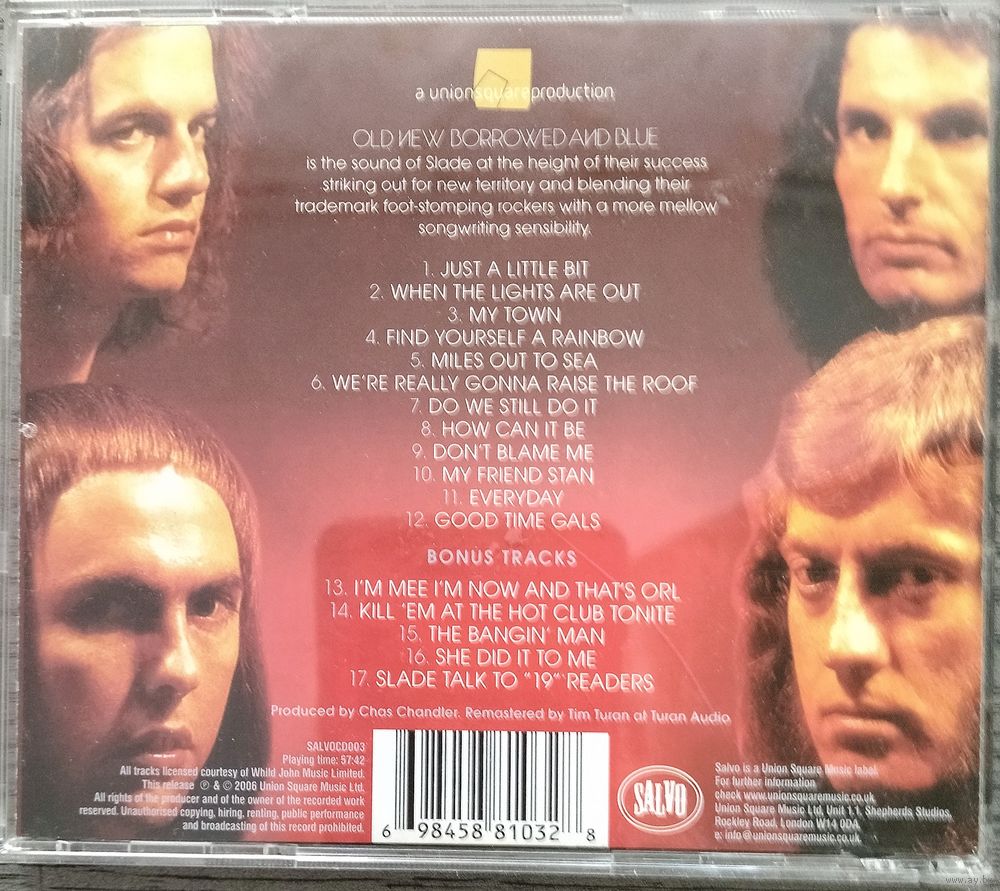 a unionsquareproduction
OLD NEW BORROWED AND BLUE
is the sound of Slade at the height of their success
striking out for new territory and blending their
trademark foot-stomping rockers with a more mellow
songwriting sensibility.
1. JUST A LITTLE BIT
2. WHEN THE LIGHTS ARE OUT
3. MY TOWN
4. FIND YOURSELF A RAINBOW
5. MILES OUT TO SEA
6. WE'RE REALLY GONNA RAISE THE ROOF
7. DO WE STILL DO IT
8. HOW CAN IT BE
9. DON'T BLAME ME
10. MY FRIEND STAN
11. EVERYDAY
12. GOOD TIME GALS
BONUS TRACKS
13. I'M MEE I'M NOW AND THAT'S ORL
14. KILL 'EM AT THE HOT CLUB TONITE
15. THE BANGIN' MAN
16. SHE DID IT TO ME
17. SLADE TALK TO "19" READERS
Produced by Chas Chandler. Remastered by Tim Turan at Turan Audio
SALVOCD003
Playing time: 57:42
All tracks licensed courtesy of Whild John Music Limited.
This release ℗ & © 2006 Union Square Music Ltd.
All rights of the producer and of the owner of the recorded work
reserved. Unauthorised copying, hiring, renting, public performance
and broadcasting of this record prohibited.
6 98458 81032 8
SALVO
Salvo is a Union Square Music label.
For further information
check www.unionsquaremusic.co.uk
Union Square Music Ltd, Unit 1.1, Shepherds Studios,
Rockley Road, London W14 0DA
e: info@unionsquaremusic.co.uk